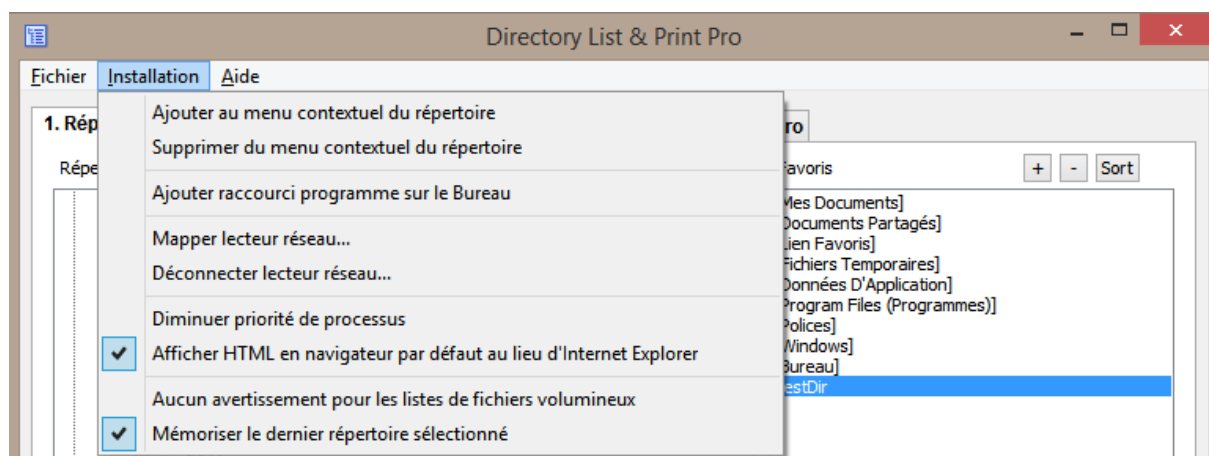 Directory List & Print Pro
Fichier Installation Aide
1. Rép
ro
Ajouter au menu contextuel du répertoire
Supprimer du menu contextuel du répertoire
Ajouter raccourci programme sur le Bureau
Mapper lecteur réseau...
Déconnecter lecteur réseau...
Diminuer priorité de processus
Afficher HTML en navigateur par défaut au lieu d'Internet Explorer
Aucun avertissement pour les listes de fichiers volumineux
Mémoriser le dernier répertoire sélectionné
Répe
avoris + - Sort
Mes Documents]
Documents Partagés]
Lien Favoris]
Fichiers Temporaires]
Données D'Application]
Program Files (Programmes)]
Polices]
Windows]
Bureau]
estDir